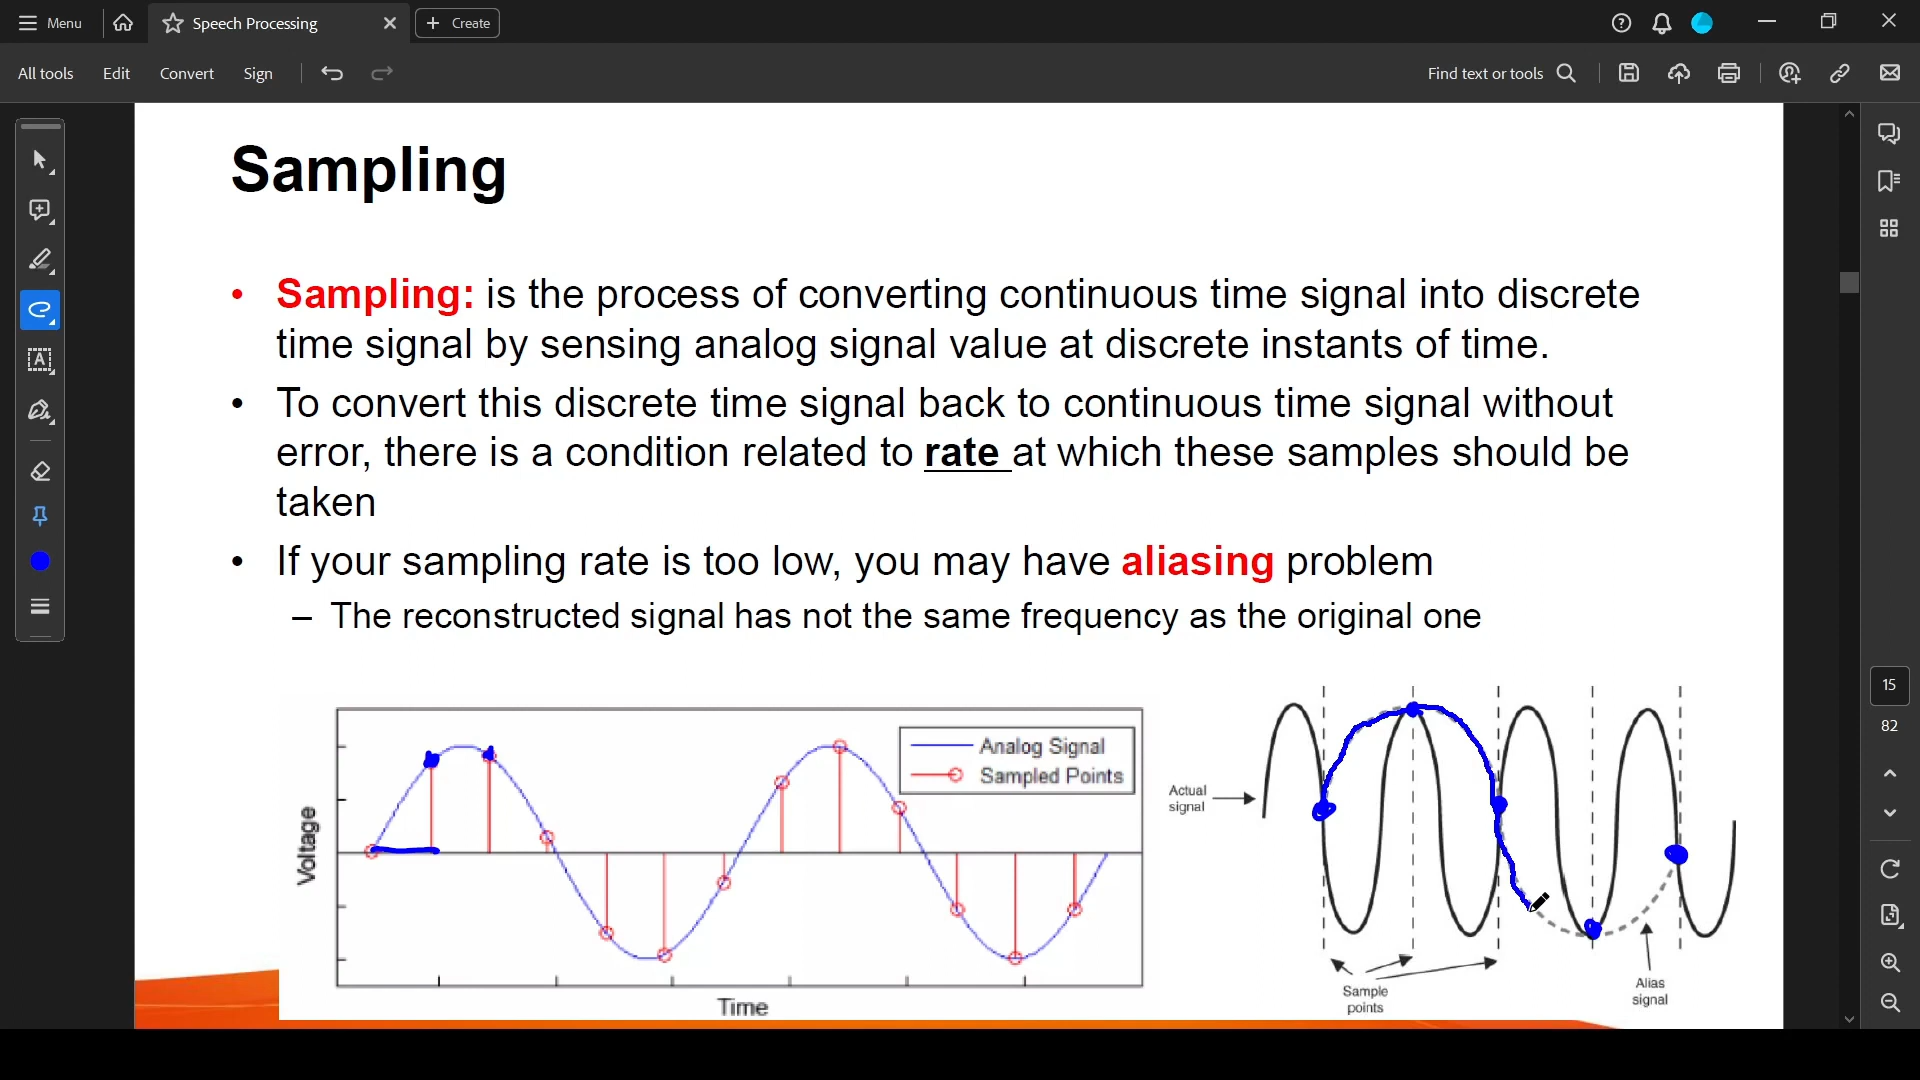 Menu
Speech Processing
Create
All tools
Edit
Convert
Sign
Find text or tools
Sampling
• Sampling: is the process of converting continuous time signal into discrete
time signal by sensing analog signal value at discrete instants of time.
• To convert this discrete time signal back to continuous time signal without
error, there is a condition related to rate at which these samples should be
taken
• If your sampling rate is too low, you may have aliasing problem
– The reconstructed signal has not the same frequency as the original one
Analog Signal
Sampled Points
Voltage
Time
Actual
signal
Sample
points
Alias
signal
15
82